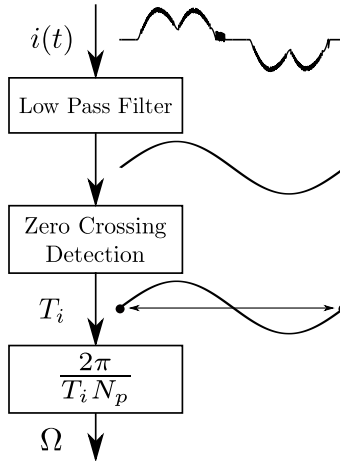 i(t)
Low Pass Filter
Zero Crossing
Detection
T_i
2π
T_i N_p
Ω